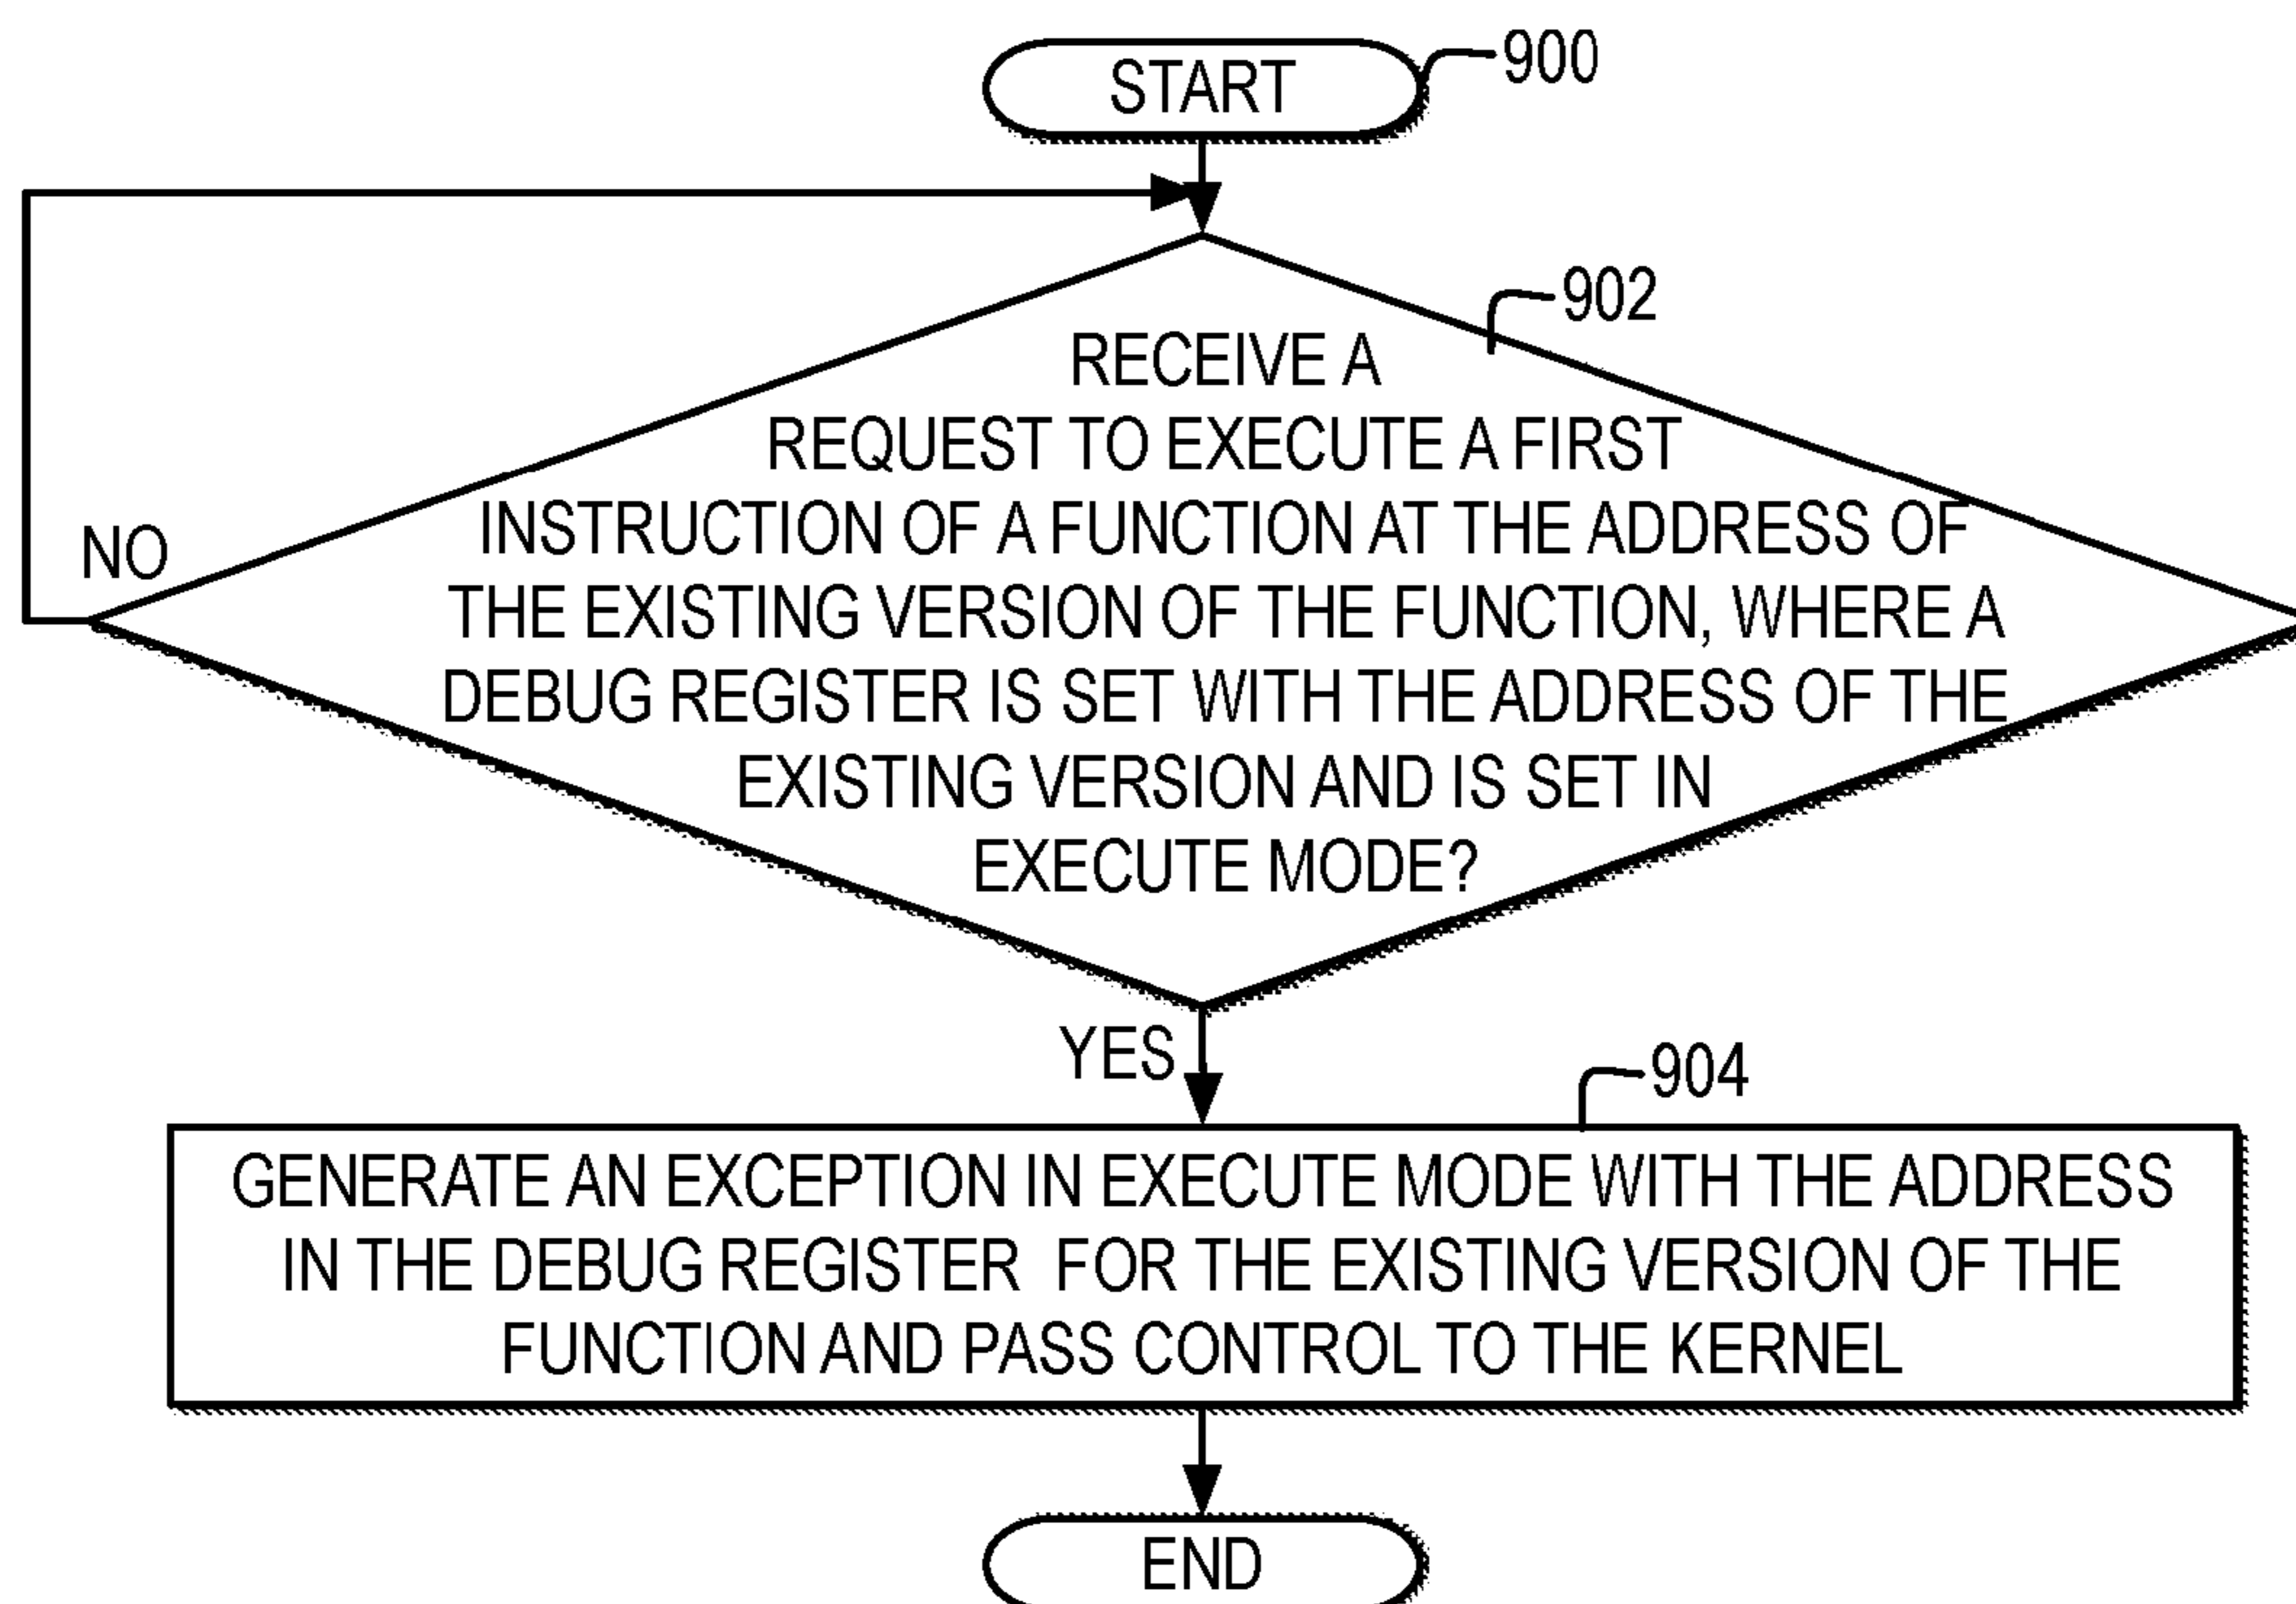 START
900
902
RECEIVE A
REQUEST TO EXECUTE A FIRST
INSTRUCTION OF A FUNCTION AT THE ADDRESS OF
THE EXISTING VERSION OF THE FUNCTION, WHERE A
DEBUG REGISTER IS SET WITH THE ADDRESS OF THE
EXISTING VERSION AND IS SET IN
EXECUTE MODE?
NO
YES
904
GENERATE AN EXCEPTION IN EXECUTE MODE WITH THE ADDRESS
IN THE DEBUG REGISTER FOR THE EXISTING VERSION OF THE
FUNCTION AND PASS CONTROL TO THE KERNEL
END